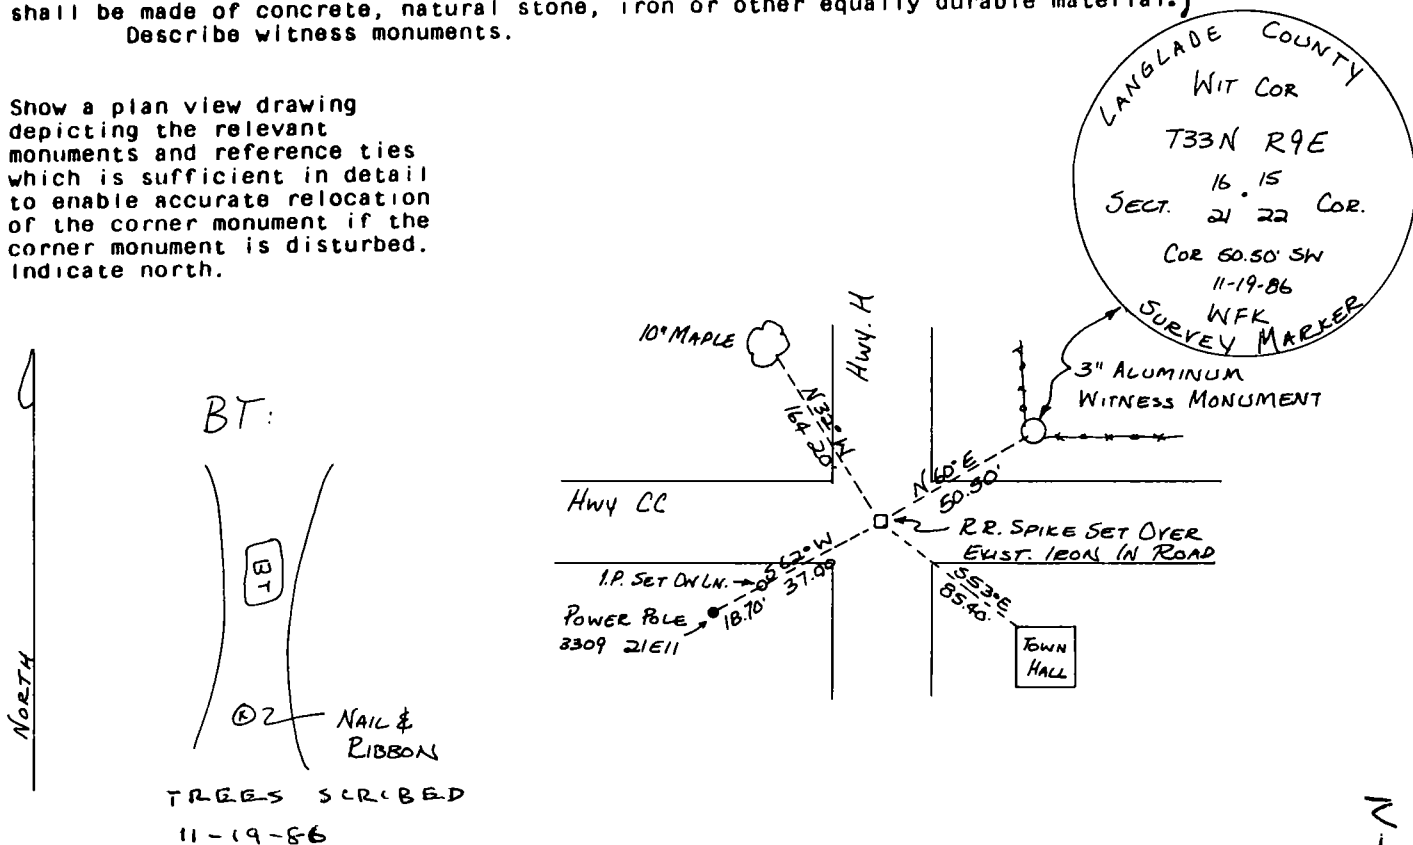 shall be made of concrete, natural stone, iron or other equally durable material.)
Describe witness monuments.
Show a plan view drawing
depicting the relevant
monuments and reference ties
which is sufficient in detail
to enable accurate relocation
of the corner monument if the
corner monument is disturbed.
Indicate north.
LANGLADE COUNTY
WIT COR
T33N R9E
16 15
SECT. COR.
21 22
COR 50.50' SW
11-19-86
WFK
SURVEY MARKER
10" MAPLE
HWY. H
3" ALUMINUM
WITNESS MONUMENT
N 32° W
164.20'
N 60° E
50.50'
HWY CC
R.R. SPIKE SET OVER
EXIST. IRON IN ROAD
I.P. SET ON LN.
S 62° W
37.00
18.70'
POWER POLE
3309 21E11
S 53° E
85.40'
TOWN
HALL
BT:
BT
NAIL &
RIBBON
TREES SCRIBED
11-19-86
NORTH